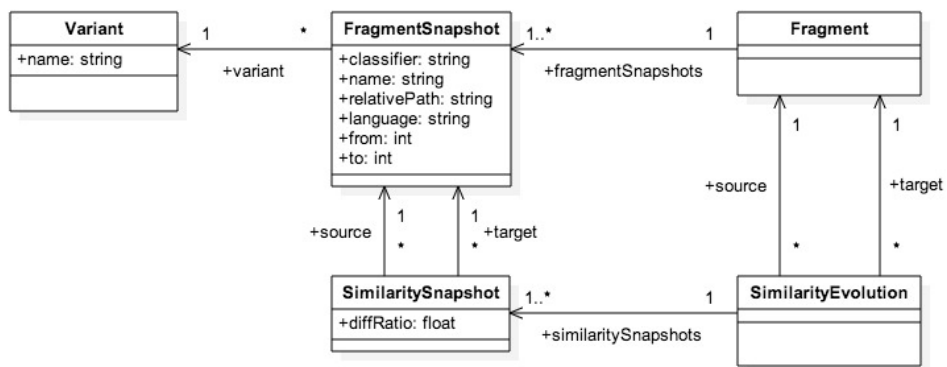 Variant
+name: string
1
*
+variant
FragmentSnapshot
+classifier: string
+name: string
+relativePath: string
+language: string
+from: int
+to: int
1..*
1
+fragmentSnapshots
Fragment
+source
1
*
1
*
+target
+source
1
*
1
*
+target
SimilaritySnapshot
+diffRatio: float
1..*
1
+similaritySnapshots
SimilarityEvolution